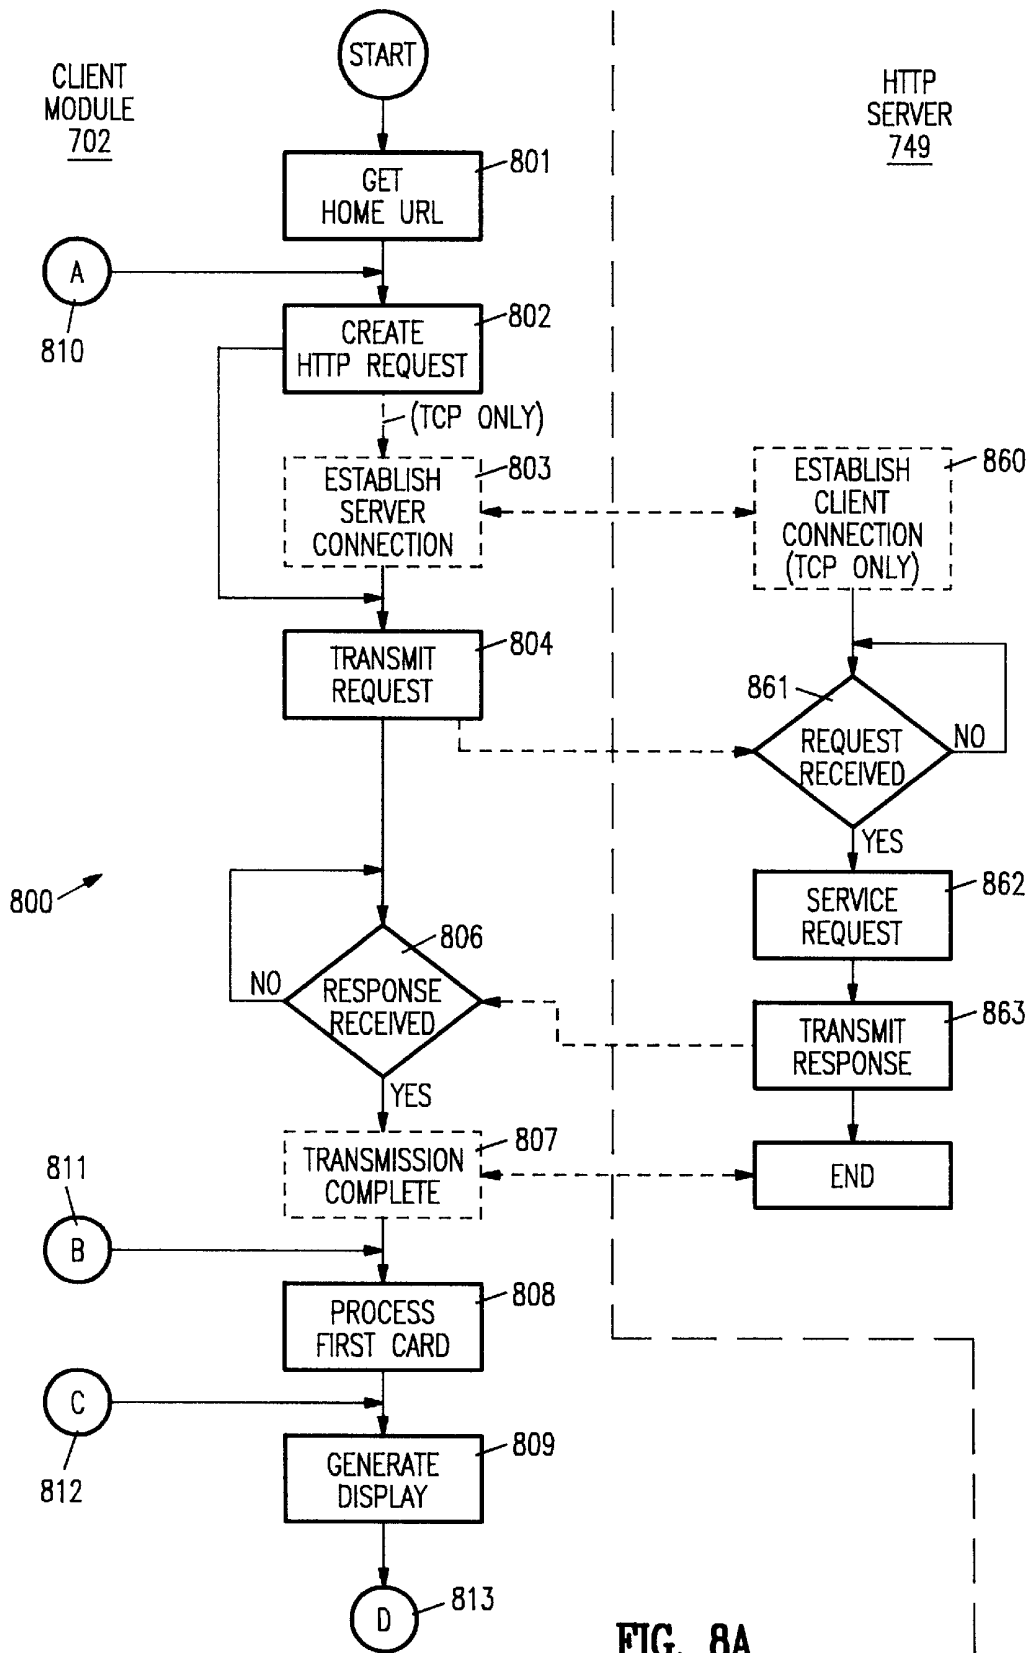 START
CLIENT
MODULE
702
HTTP
SERVER
749
801
GET
HOME URL
A
810
802
CREATE
HTTP REQUEST
(TCP ONLY)
803
ESTABLISH
SERVER
CONNECTION
860
ESTABLISH
CLIENT
CONNECTION
(TCP ONLY)
804
TRANSMIT
REQUEST
861
REQUEST
RECEIVED
NO
YES
862
SERVICE
REQUEST
800
806
RESPONSE
RECEIVED
NO
YES
863
TRANSMIT
RESPONSE
807
TRANSMISSION
COMPLETE
END
811
B
808
PROCESS
FIRST CARD
C
812
809
GENERATE
DISPLAY
D
813
FIG. 8A